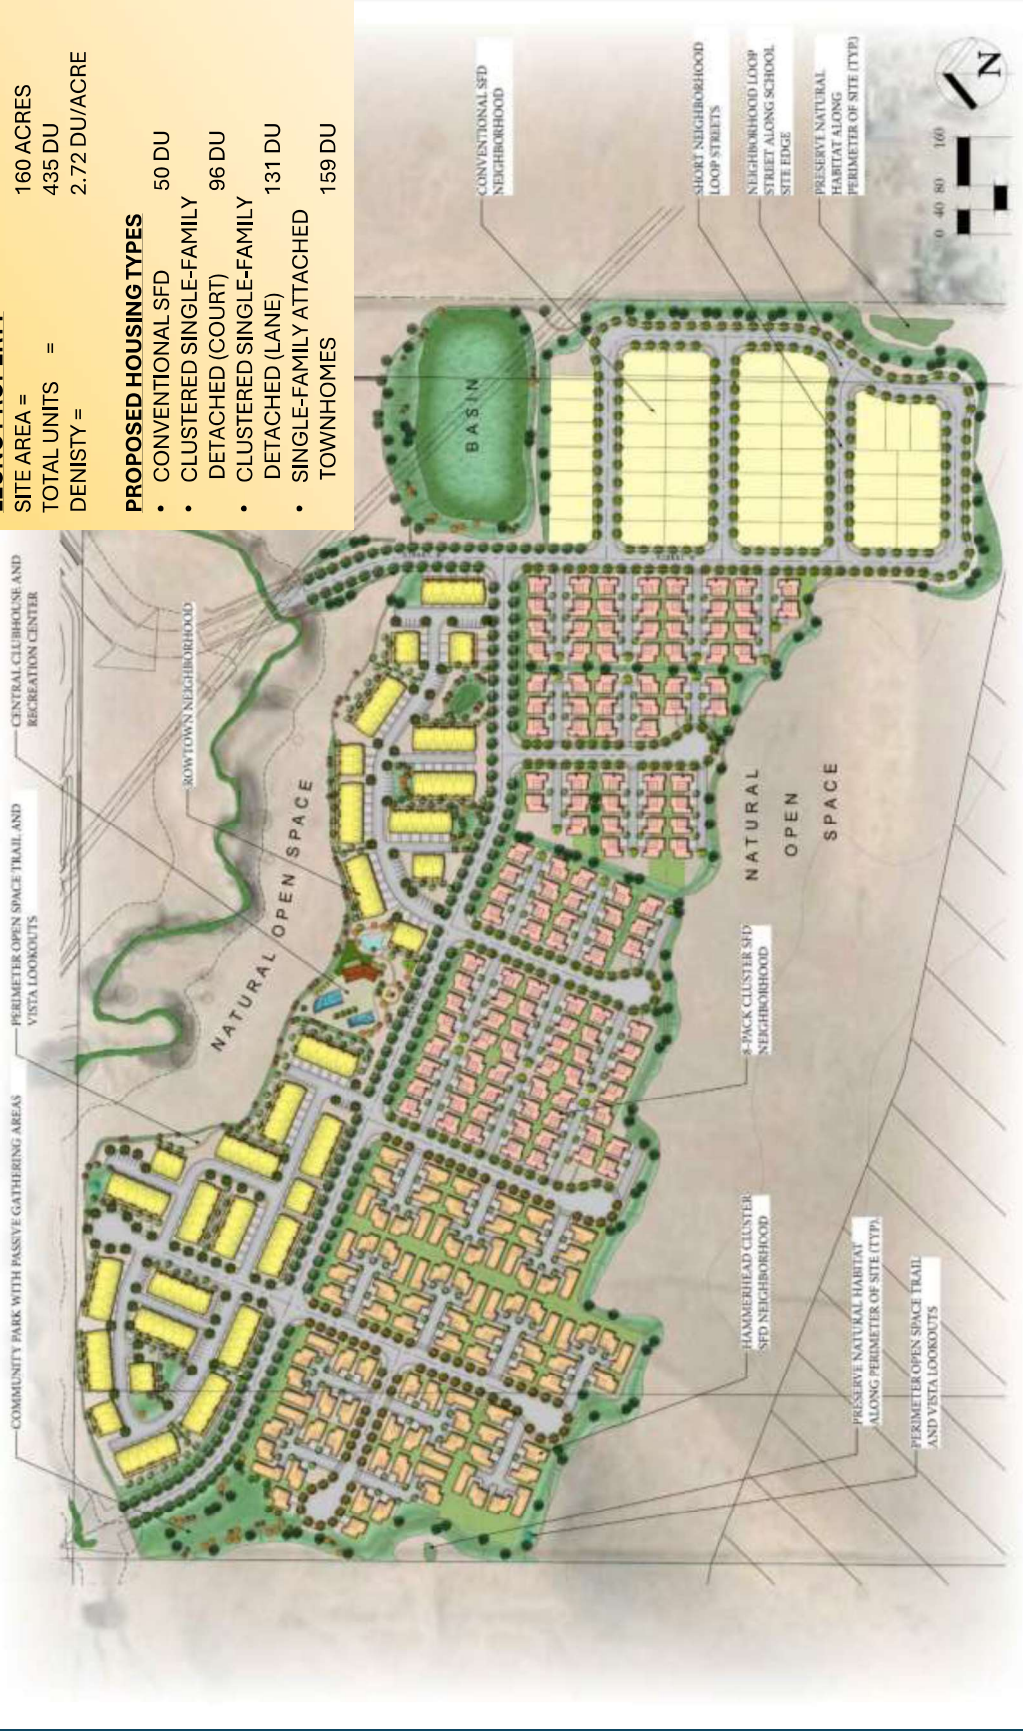 SITE AREA = 160 ACRES
TOTAL UNITS = 435 DU
DENISTY = 2.72 DU/ACRE
PROPOSED HOUSING TYPES
• CONVENTIONAL SFD 50 DU
• CLUSTERED SINGLE-FAMILY
DETACHED (COURT) 96 DU
• CLUSTERED SINGLE-FAMILY
DETACHED (LANE) 131 DU
• SINGLE-FAMILY ATTACHED
TOWNHOMES 159 DU
COMMUNITY PARK WITH PASSIVE GATHERING AREAS
PERIMETER OPEN SPACE TRAIL AND
VISTA LOOKOUTS
CENTRAL CLUBHOUSE AND
RECREATION CENTER
ROWTOWN NEIGHBORHOOD
NATURAL OPEN SPACE
BASIN
CONVENTIONAL SFD
NEIGHBORHOOD
SHORT NEIGHBORHOOD
LOOP STREETS
NEIGHBORHOOD LOOP
STREET ALONG SCHOOL
SITE EDGE
PRESERVE NATURAL
HABITAT ALONG
PERIMETER OF SITE (TYP.)
N
0 40 80 160
NATURAL
OPEN
SPACE
8-PACK CLUSTER SFD
NEIGHBORHOOD
HAMMERHEAD CLUSTER
SFD NEIGHBORHOOD
PRESERVE NATURAL HABITAT
ALONG PERIMETER OF SITE (TYP.)
PERIMETER OPEN SPACE TRAIL
AND VISTA LOOKOUTS